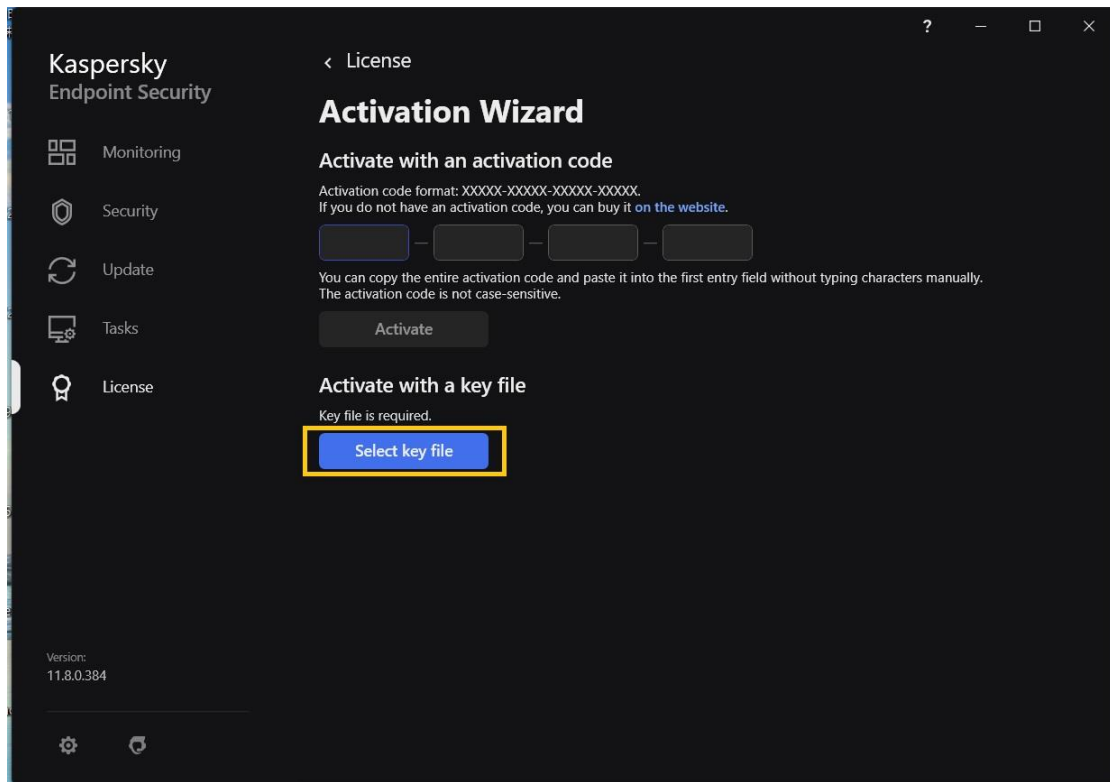 ?
Kaspersky
Endpoint Security
Monitoring
Security
Update
Tasks
License
Version:
11.8.0.384
‹ License
Activation Wizard
Activate with an activation code
Activation code format: XXXXX-XXXXX-XXXXX-XXXXX.
If you do not have an activation code, you can buy it on the website.
You can copy the entire activation code and paste it into the first entry field without typing characters manually.
The activation code is not case-sensitive.
Activate
Activate with a key file
Key file is required.
Select key file